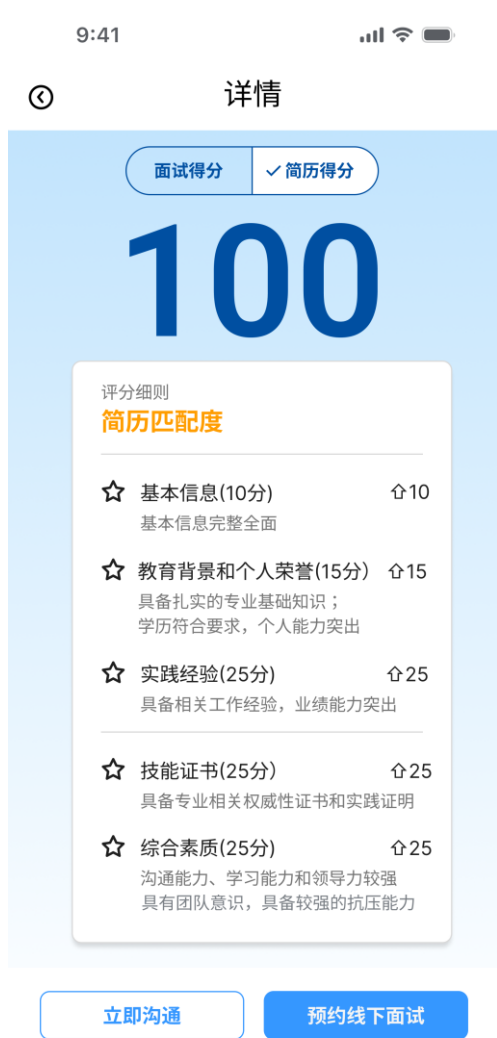 9:41
详情
面试得分 简历得分
100
评分细则
简历匹配度
基本信息(10分) 10
基本信息完整全面
教育背景和个人荣誉(15分） 15
具备扎实的专业基础知识；
学历符合要求，个人能力突出
实践经验(25分) 25
具备相关工作经验，业绩能力突出
技能证书(25分） 25
具备专业相关权威性证书和实践证明
综合素质(25分) 25
沟通能力、学习能力和领导力较强
具有团队意识，具备较强的抗压能力
立即沟通 预约线下面试